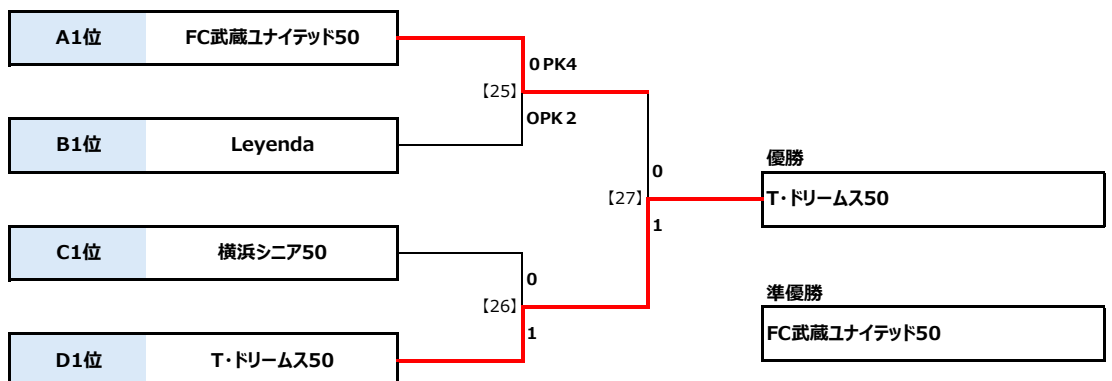 A1位 FC武蔵ユナイテッド50
0 PK4
【25】
OPK 2
B1位 Leyenda
優勝
0
【27】
T・ドリームス50
1
C1位 横浜シニア50
0
【26】
準優勝
1
FC武蔵ユナイテッド50
D1位 T・ドリームス50